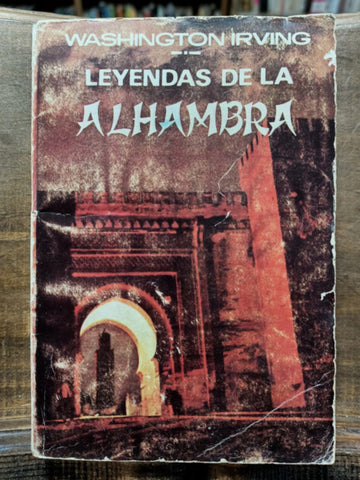 WASHINGTON IRVING
LEYENDAS DE LA
ALHAMBRA